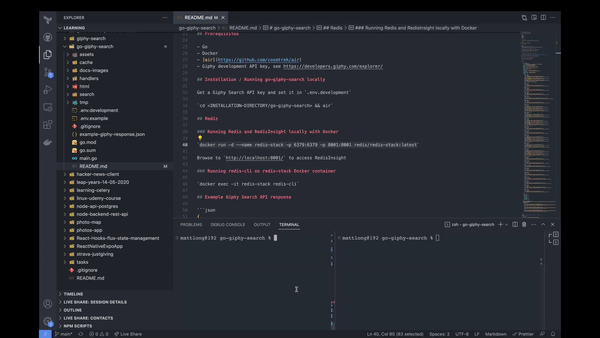 EXPLORER
LEARNING
giphy-search
go-giphy-search
assets
cache
docs-images
handlers
html
search
tmp
.env.development
.env.example
.gitignore
example-giphy-response.json
go.mod
go.sum
main.go
README.md
hacker-news-client
leap-years-14-05-2020
learning-celery
linux-udemy-course
node-api-postgres
node-backend-rest-api
photo-map
photos-app
React-Hooks-flux-state-management
ReactNativeExpoApp
strava-justgiving
tasks
.gitignore
README.md
TIMELINE
LIVE SHARE: SESSION DETAILS
OUTLINE
LIVE SHARE: CONTACTS
NPM SCRIPTS
README.md M
go-giphy-search > README.md > # go-giphy-search > ## Redis > ### Running Redis and RedisInsight locally with Docker
## Prerequisites
- Go
- Docker
- [air](https://github.com/cosmtrek/air)
- Giphy development API key, see https://developers.giphy.com/explorer/
## Installation / Running go-giphy-search locally
Get a Giphy Search API key and set it in `.env.development`
`cd <INSTALLATION-DIRECTORY/go-giphy-search> && air`
## Redis
### Running Redis and RedisInsight locally with Docker
40 `docker run -d --name redis-stack -p 6379:6379 -p 8001:8001 redis/redis-stack:latest`
Browse to `http://localhost:8001/` to access RedisInsight
### Running redis-cli on redis-stack Docker container
`docker exec -it redis-stack redis-cli`
## Example Giphy Search API response
```json
{
PROBLEMS DEBUG CONSOLE OUTPUT TERMINAL
zsh - go-giphy-search
mattlong@192 go-giphy-search %
mattlong@192 go-giphy-search %
main* 0 0 Live Share
Ln 40, Col 85 (83 selected) Spaces: 2 UTF-8 LF Markdown Prettier